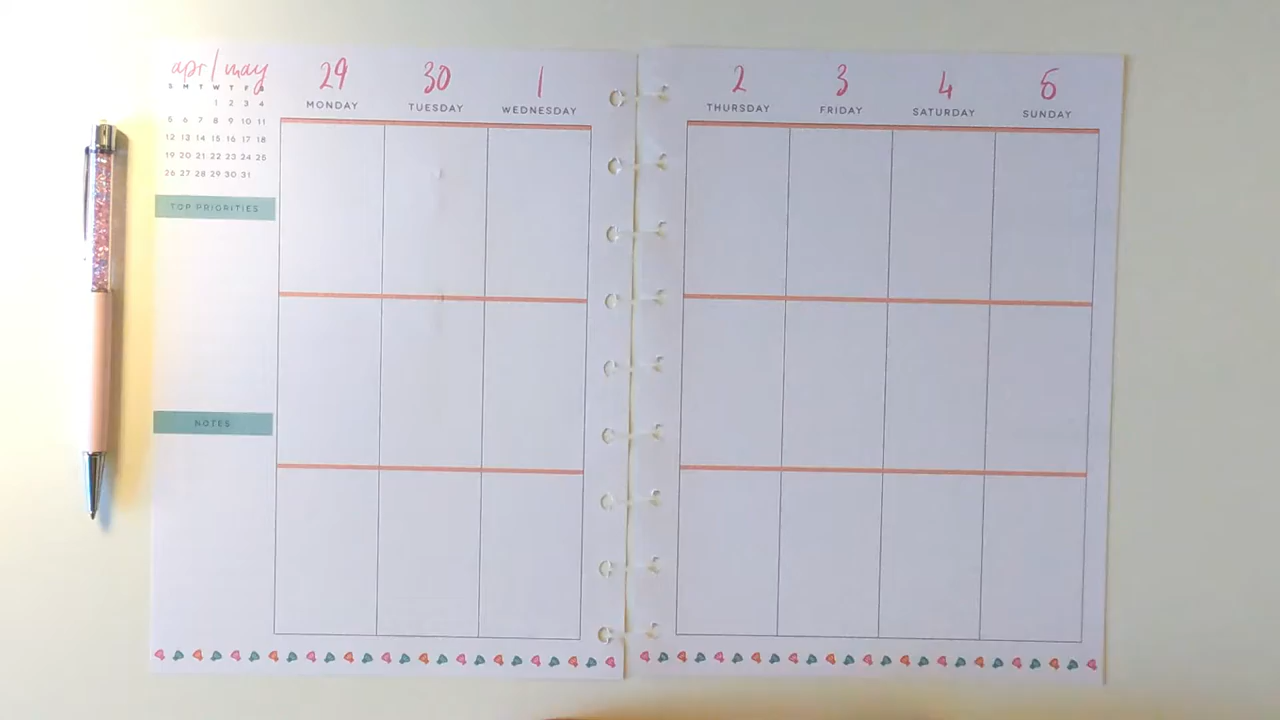 apr/may
S M T W T F S
1 2 3 4
5 6 7 8 9 10 11
12 13 14 15 16 17 18
19 20 21 22 23 24 25
26 27 28 29 30 31
TOP PRIORITIES
NOTES
29
MONDAY
30
TUESDAY
1
WEDNESDAY
2
THURSDAY
3
FRIDAY
4
SATURDAY
5
SUNDAY